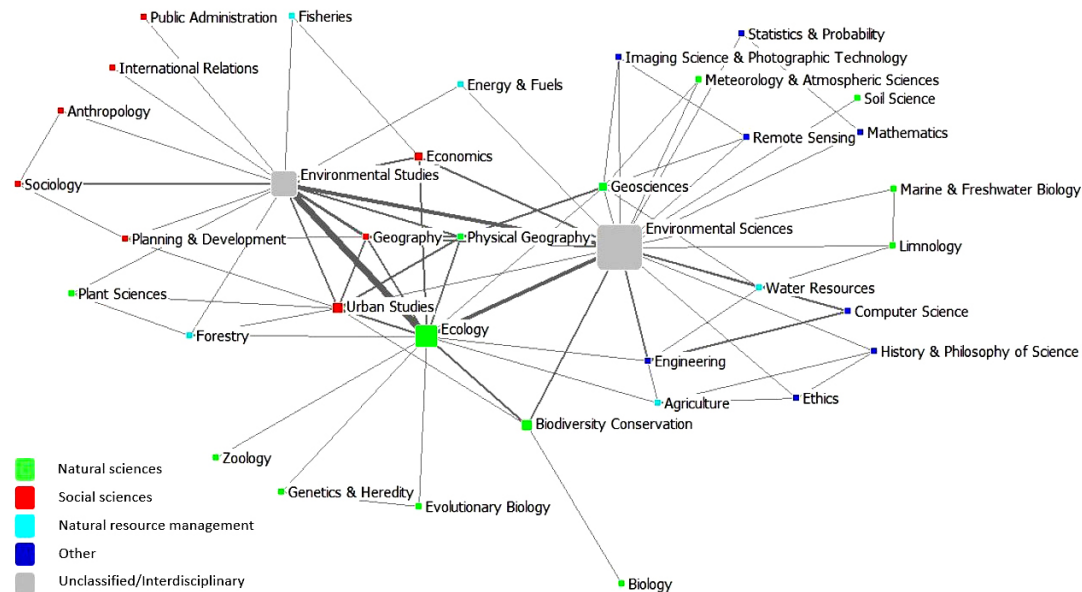 Public Administration
Fisheries
Statistics & Probability
Imaging Science & Photographic Technology
International Relations
Energy & Fuels
Meteorology & Atmospheric Sciences
Soil Science
Anthropology
Remote Sensing
Mathematics
Economics
Environmental Studies
Sociology
Geosciences
Marine & Freshwater Biology
Environmental Sciences
Planning & Development
Geography
Physical Geography
Limnology
Water Resources
Plant Sciences
Urban Studies
Computer Science
Ecology
Forestry
History & Philosophy of Science
Engineering
Ethics
Agriculture
Biodiversity Conservation
Zoology
Natural sciences
Genetics & Heredity
Social sciences
Evolutionary Biology
Natural resource management
Other
Unclassified/Interdisciplinary
Biology